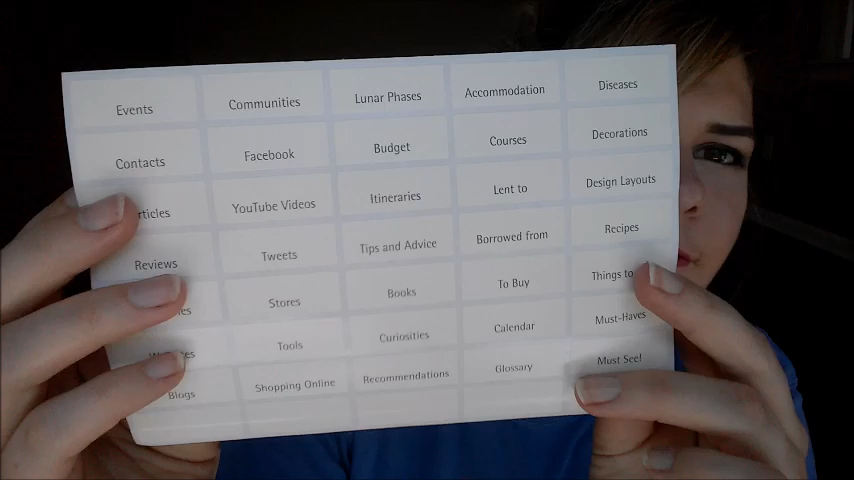 Events Communities Lunar Phases Accommodation Diseases
Contacts Facebook Budget Courses Decorations
YouTube Videos Itineraries Lent to Design Layouts
Reviews Tweets Tips and Advice Borrowed from Recipes
Stores Books To Buy Things to
Tools Curiosities Calendar Must-Haves
Blogs Shopping Online Recommendations Glossary Must See!